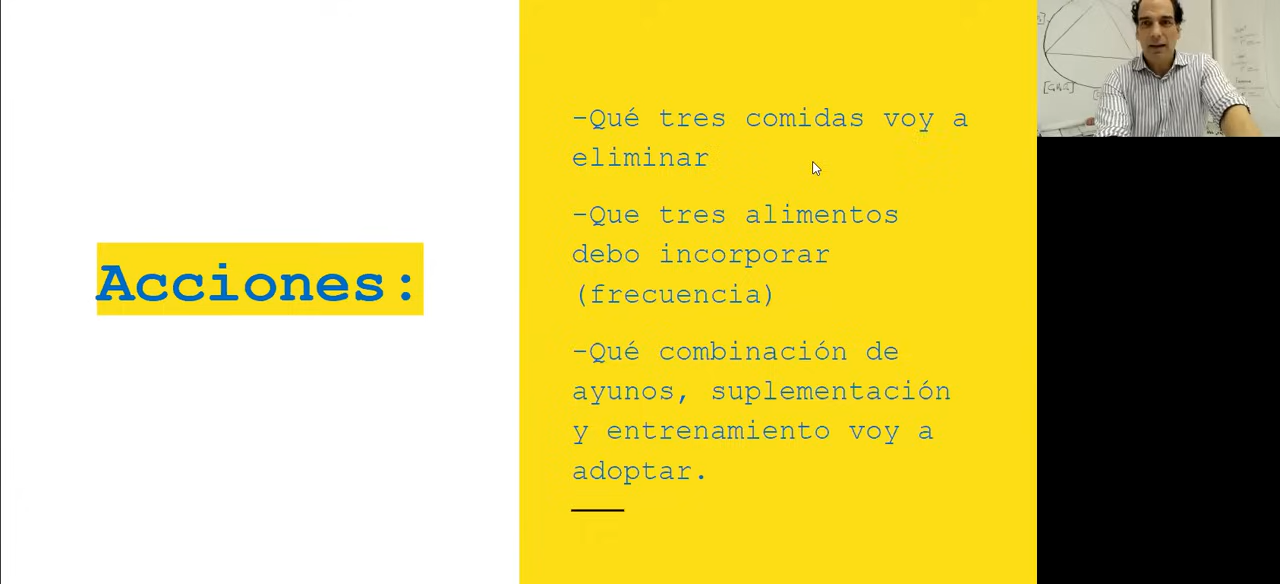 Acciones:
-Qué tres comidas voy a
eliminar
-Que tres alimentos
debo incorporar
(frecuencia)
-Qué combinación de
ayunos, suplementación
y entrenamiento voy a
adoptar.